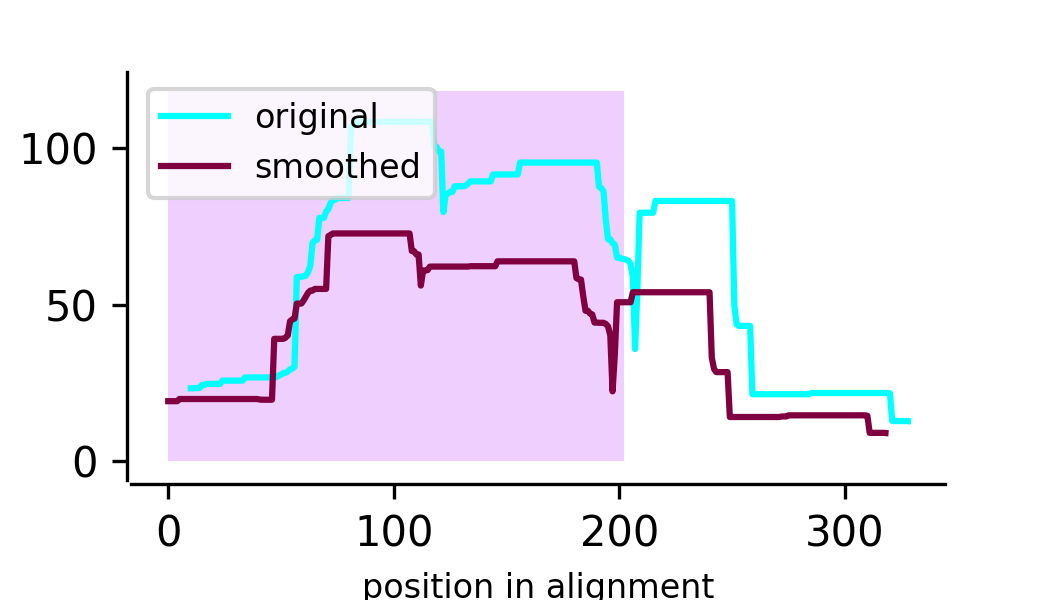 original
smoothed
100
50
0
0 100 200 300
position in alignment